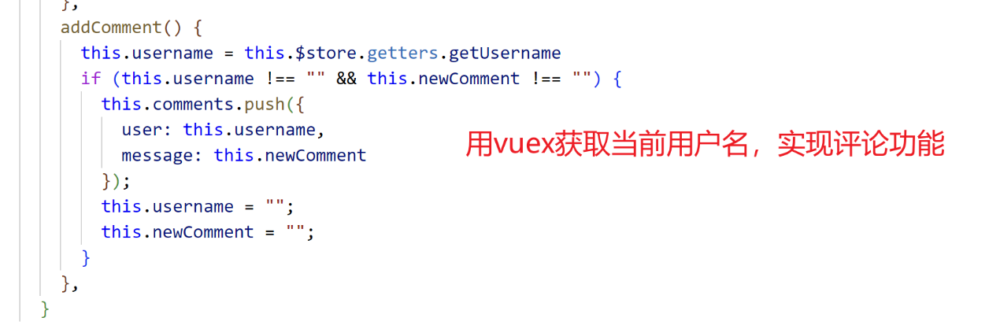 },
addComment() {
this.username = this.$store.getters.getUsername
if (this.username !== "" && this.newComment !== "") {
this.comments.push({
user: this.username,
message: this.newComment
用vuex获取当前用户名，实现评论功能
});
this.username = "";
this.newComment = "";
}
},
}